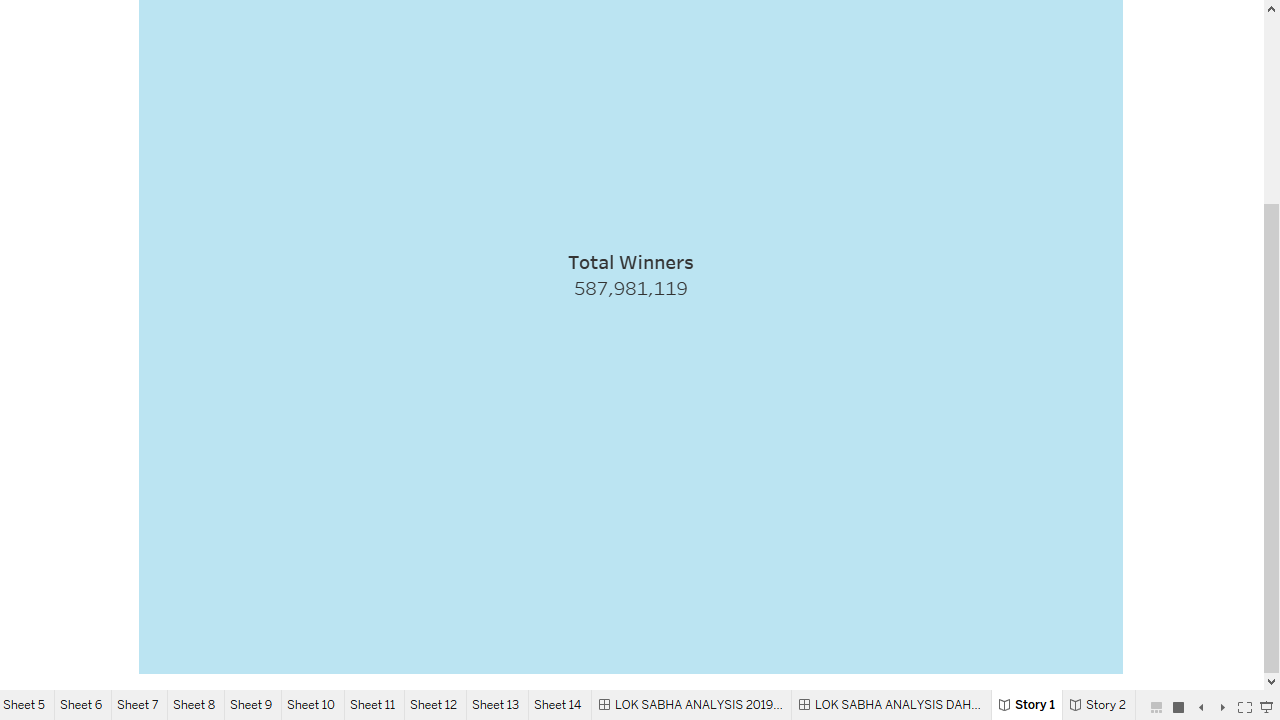 Total Winners
587,981,119
Sheet 5 Sheet 6 Sheet 7 Sheet 8 Sheet 9 Sheet 10 Sheet 11 Sheet 12 Sheet 13 Sheet 14 LOK SABHA ANALYSIS 2019... LOK SABHA ANALYSIS DAH... Story 1 Story 2